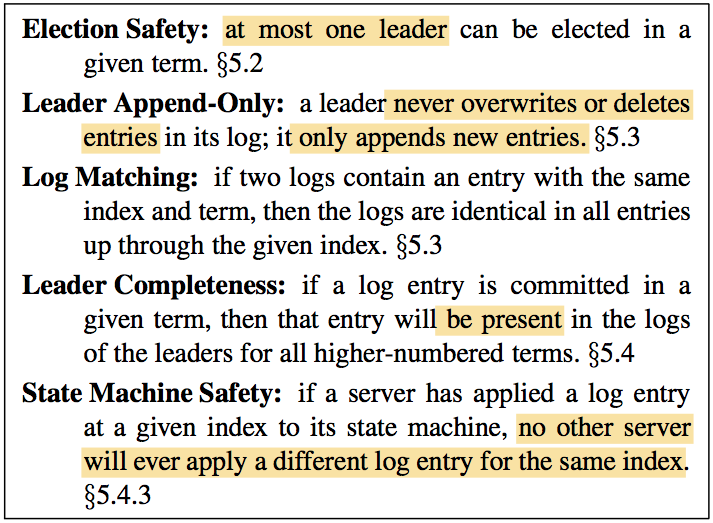 Election Safety: at most one leader can be elected in a
given term. §5.2
Leader Append-Only: a leader never overwrites or deletes
entries in its log; it only appends new entries. §5.3
Log Matching: if two logs contain an entry with the same
index and term, then the logs are identical in all entries
up through the given index. §5.3
Leader Completeness: if a log entry is committed in a
given term, then that entry will be present in the logs
of the leaders for all higher-numbered terms. §5.4
State Machine Safety: if a server has applied a log entry
at a given index to its state machine, no other server
will ever apply a different log entry for the same index.
§5.4.3